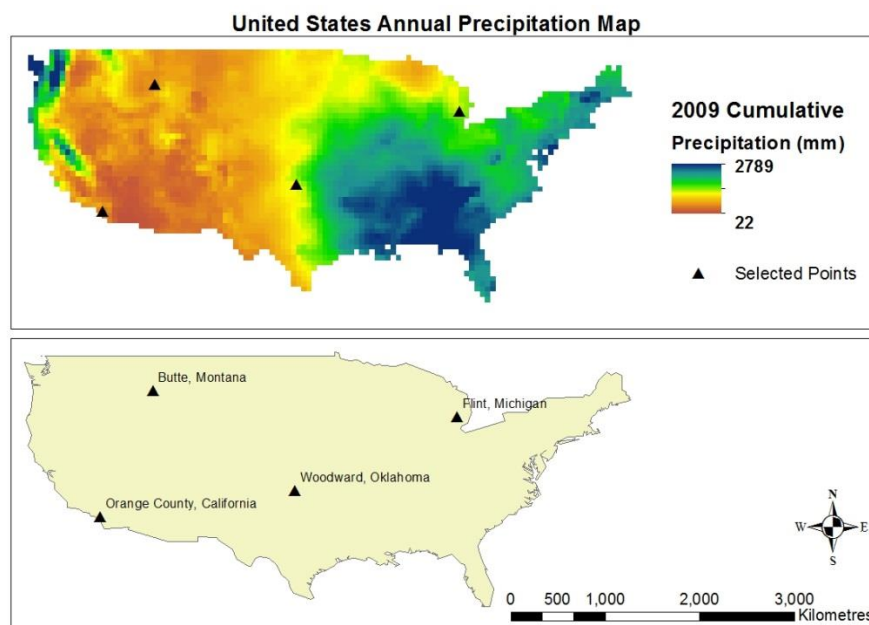 United States Annual Precipitation Map
2009 Cumulative
Precipitation (mm)
2789
22
Selected Points
Butte, Montana
Flint, Michigan
Woodward, Oklahoma
Orange County, California
N
W E
S
0 500 1,000 2,000 3,000
Kilometres